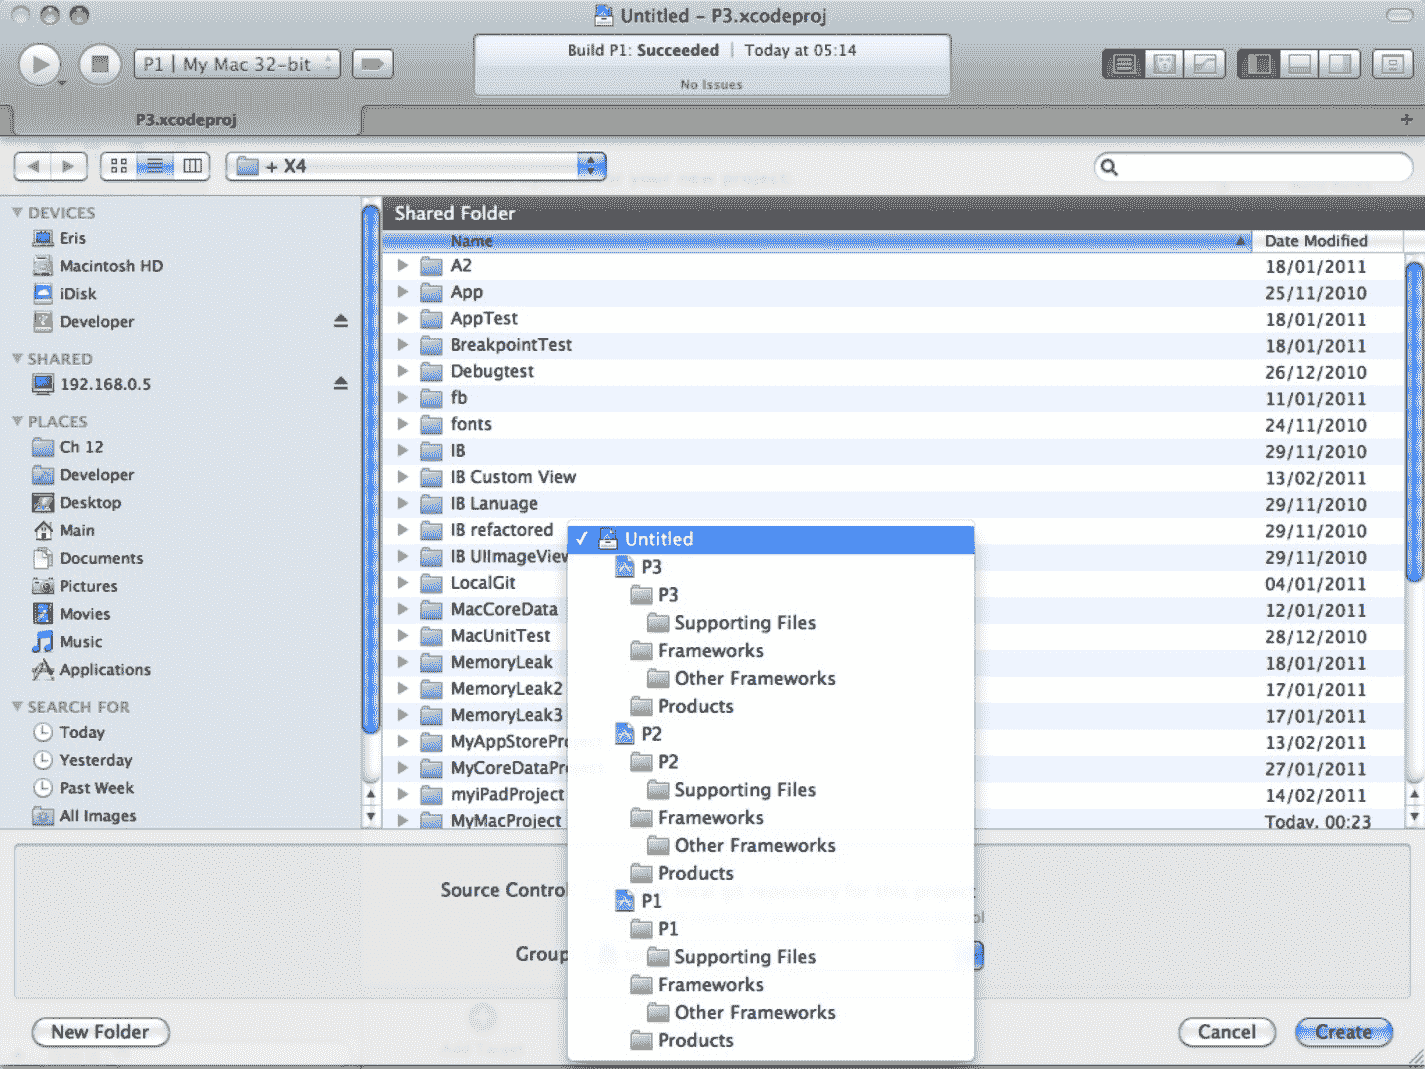 Untitled – P3.xcodeproj
P1 | My Mac 32-bit
Build P1: Succeeded | Today at 05:14
No Issues
P3.xcodeproj
+ X4
Shared Folder
Name
Date Modified
DEVICES
Eris
Macintosh HD
iDisk
Developer
SHARED
192.168.0.5
PLACES
Ch 12
Developer
Desktop
Main
Documents
Pictures
Movies
Music
Applications
SEARCH FOR
Today
Yesterday
Past Week
All Images
A2 18/01/2011
App 25/11/2010
AppTest 18/01/2011
BreakpointTest 18/01/2011
Debugtest 26/12/2010
fb 11/01/2011
fonts 24/11/2010
IB 29/11/2010
IB Custom View 13/02/2011
IB Lanuage 29/11/2010
IB refactored 29/11/2010
IB UIImageView 29/11/2010
LocalGit 04/01/2011
MacCoreData 12/01/2011
MacUnitTest 28/12/2010
MemoryLeak 18/01/2011
MemoryLeak2 17/01/2011
MemoryLeak3 17/01/2011
MyAppStorePro 13/02/2011
MyCoreDataPr 27/01/2011
myiPadProject 14/02/2011
MyMacProject Today, 00:23
Untitled
P3
P3
Supporting Files
Frameworks
Other Frameworks
Products
P2
P2
Supporting Files
Frameworks
Other Frameworks
Products
P1
P1
Supporting Files
Frameworks
Other Frameworks
Products
Source Contro
Group
New Folder
Cancel
Create